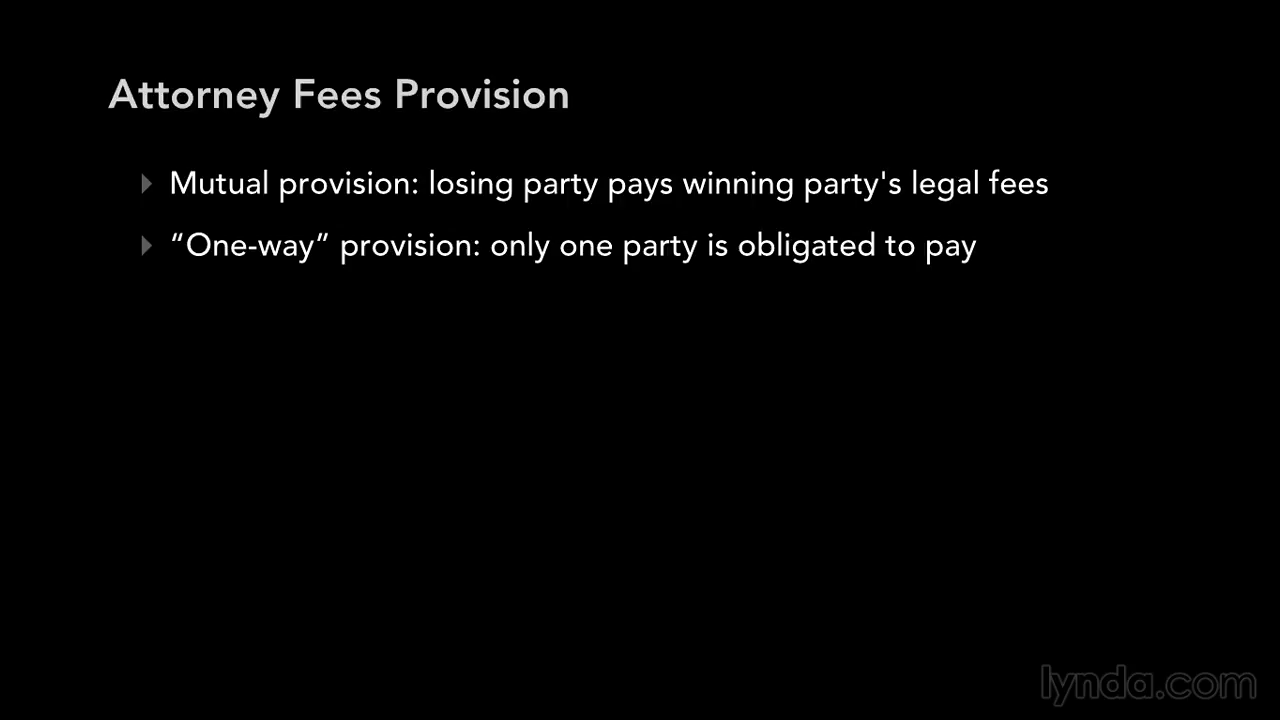 Attorney Fees Provision
Mutual provision: losing party pays winning party's legal fees
“One-way” provision: only one party is obligated to pay
lynda.com